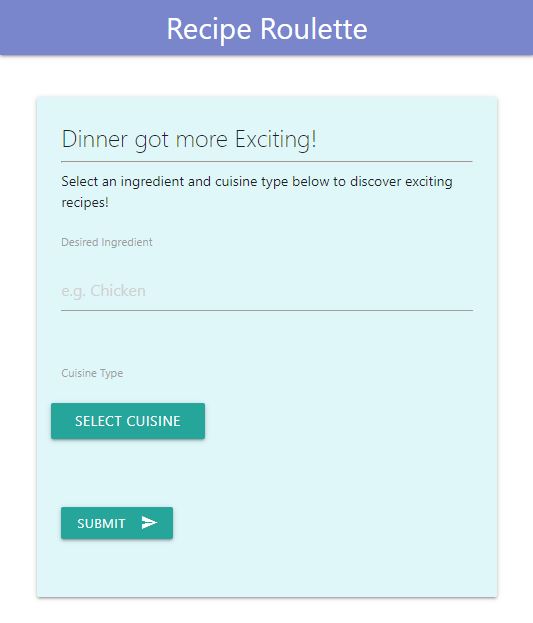 Recipe Roulette
Dinner got more Exciting!
Select an ingredient and cuisine type below to discover exciting
recipes!
Desired Ingredient
e.g. Chicken
Cuisine Type
SELECT CUISINE
SUBMIT